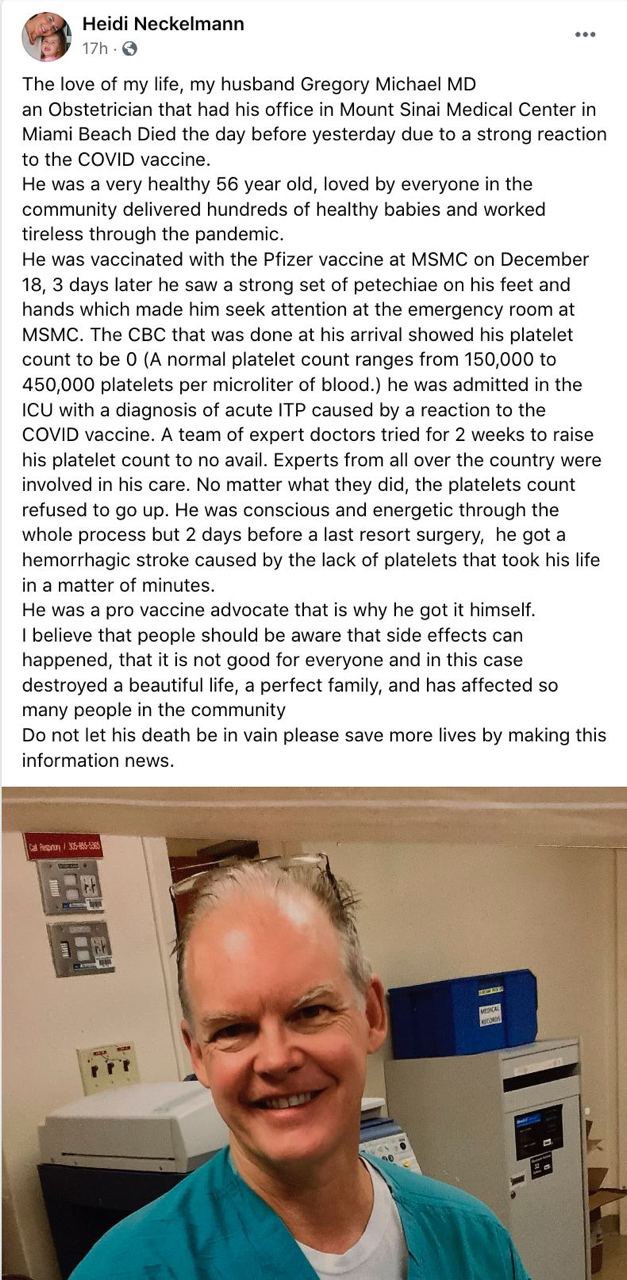 Heidi Neckelmann
17h
The love of my life, my husband Gregory Michael MD
an Obstetrician that had his office in Mount Sinai Medical Center in
Miami Beach Died the day before yesterday due to a strong reaction
to the COVID vaccine.
He was a very healthy 56 year old, loved by everyone in the
community delivered hundreds of healthy babies and worked
tireless through the pandemic.
He was vaccinated with the Pfizer vaccine at MSMC on December
18, 3 days later he saw a strong set of petechiae on his feet and
hands which made him seek attention at the emergency room at
MSMC. The CBC that was done at his arrival showed his platelet
count to be 0 (A normal platelet count ranges from 150,000 to
450,000 platelets per microliter of blood.) he was admitted in the
ICU with a diagnosis of acute ITP caused by a reaction to the
COVID vaccine. A team of expert doctors tried for 2 weeks to raise
his platelet count to no avail. Experts from all over the country were
involved in his care. No matter what they did, the platelets count
refused to go up. He was conscious and energetic through the
whole process but 2 days before a last resort surgery, he got a
hemorrhagic stroke caused by the lack of platelets that took his life
in a matter of minutes.
He was a pro vaccine advocate that is why he got it himself.
I believe that people should be aware that side effects can
happened, that it is not good for everyone and in this case
destroyed a beautiful life, a perfect family, and has affected so
many people in the community
Do not let his death be in vain please save more lives by making this
information news.
MEDICAL
RECORDS